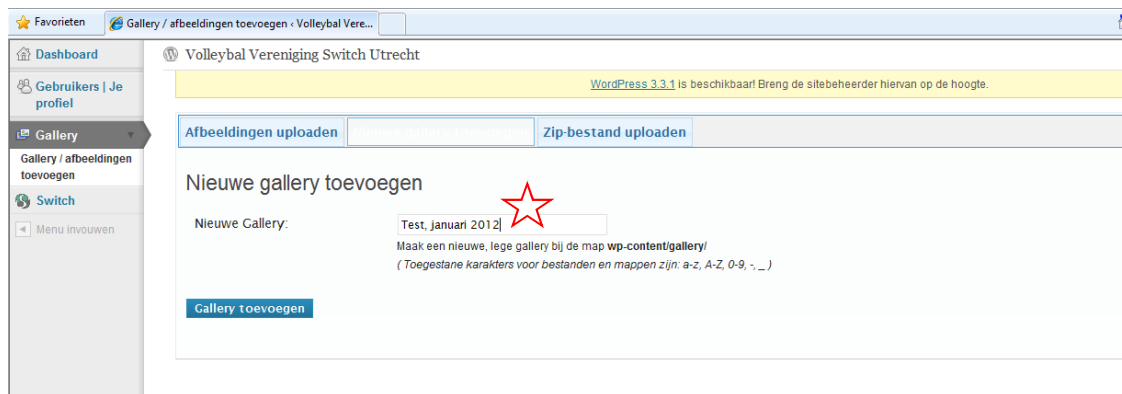 Favorieten
Gallery / afbeeldingen toevoegen ‹ Volleybal Vere...
Dashboard
Volleybal Vereniging Switch Utrecht
Gebruikers | Je
profiel
WordPress 3.3.1 is beschikbaar! Breng de sitebeheerder hiervan op de hoogte.
Gallery
Gallery / afbeeldingen
toevoegen
Switch
Menu invouwen
Afbeeldingen uploaden
Zip-bestand uploaden
Nieuwe gallery toevoegen
Nieuwe Gallery:
Test, januari 2012
Maak een nieuwe, lege gallery bij de map wp-content/gallery/
( Toegestane karakters voor bestanden en mappen zijn: a-z, A-Z, 0-9, -, _ )
Gallery toevoegen